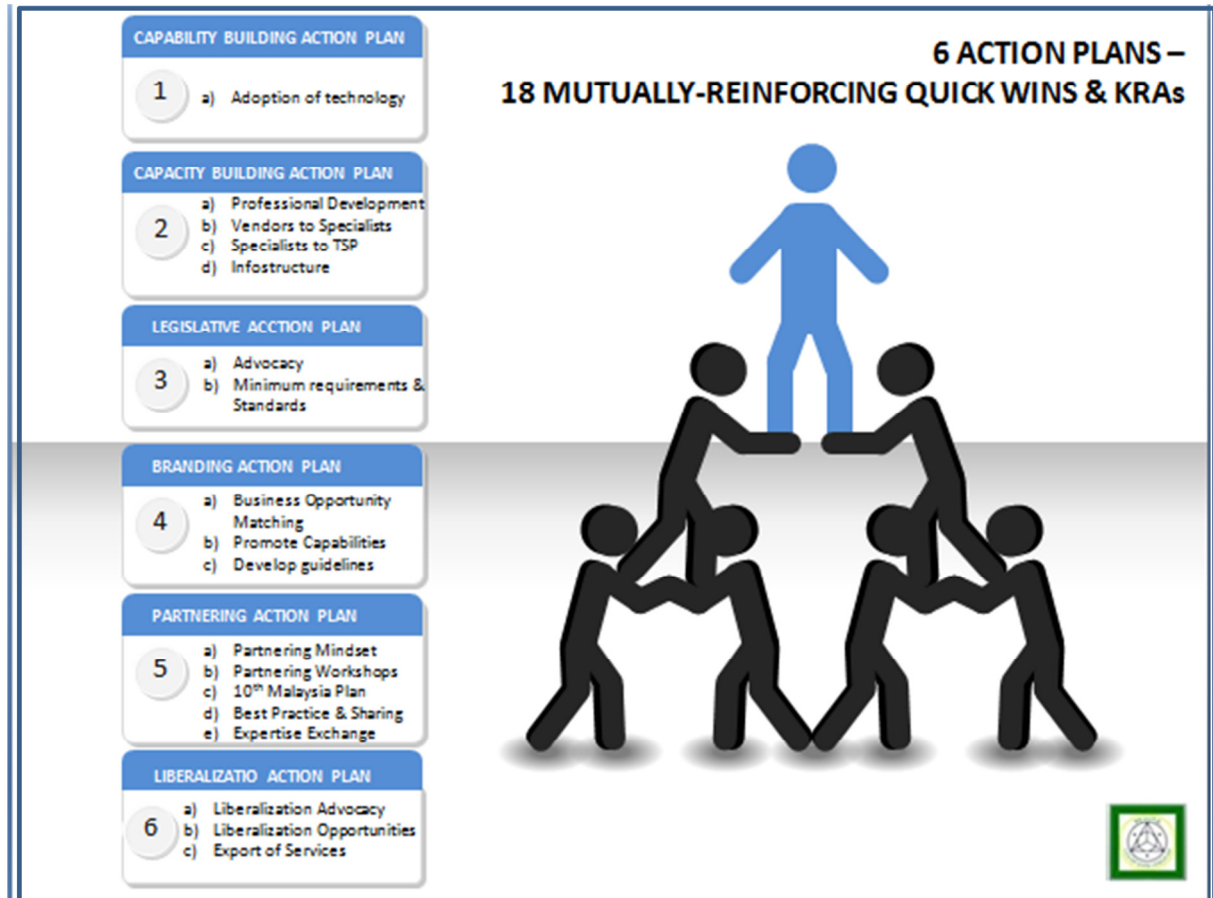 6 ACTION PLANS –
18 MUTUALLY-REINFORCING QUICK WINS & KRAs
CAPABILITY BUILDING ACTION PLAN
1
a) Adoption of technology
CAPACITY BUILDING ACTION PLAN
2
a) Professional Development
b) Vendors to Specialists
c) Specialists to TSP
d) Infostructure
LEGISLATIVE ACCTION PLAN
3
a) Advocacy
b) Minimum requirements &
Standards
BRANDING ACTION PLAN
4
a) Business Opportunity
Matching
b) Promote Capabilities
c) Develop guidelines
PARTNERING ACTION PLAN
5
a) Partnering Mindset
b) Partnering Workshops
c) 10th Malaysia Plan
d) Best Practice & Sharing
e) Expertise Exchange
LIBERALIZATIO ACTION PLAN
6
a) Liberalization Advocacy
b) Liberalization Opportunities
c) Export of Services